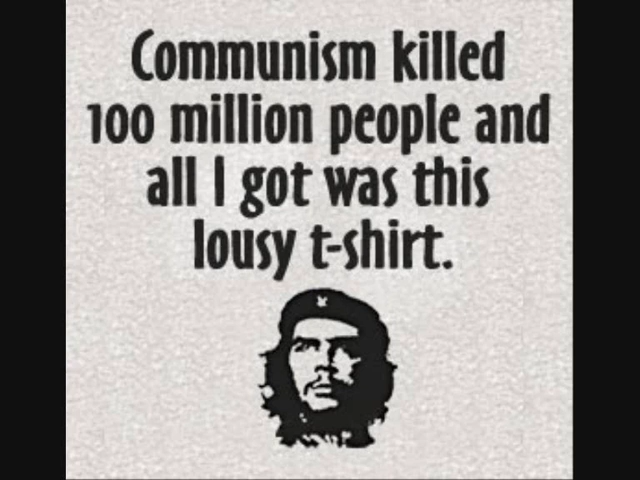 Communism killed
100 million people and
all I got was this
lousy t-shirt.